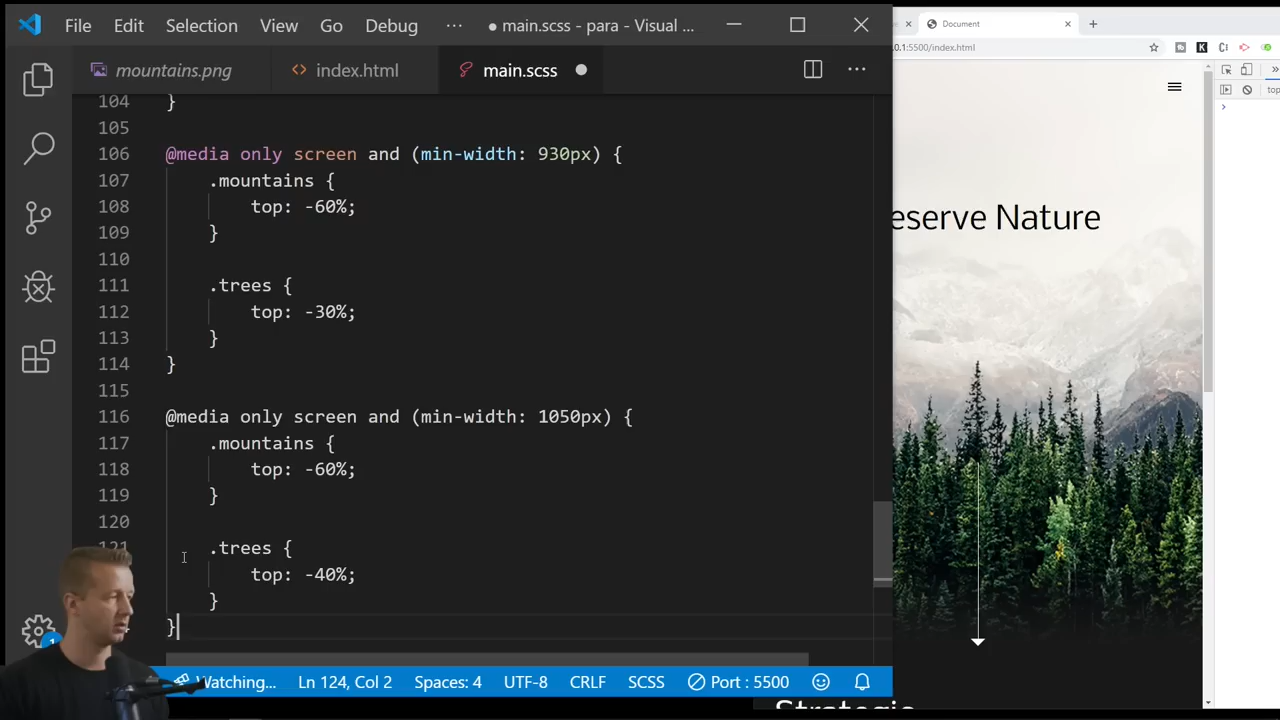 File Edit Selection View Go Debug ··· ● main.scss - para - Visual ...
mountains.png index.html main.scss ●
104 }
105
106 @media only screen and (min-width: 930px) {
107 .mountains {
108 top: -60%;
109 }
110
111 .trees {
112 top: -30%;
113 }
114 }
115
116 @media only screen and (min-width: 1050px) {
117 .mountains {
118 top: -60%;
119 }
120
121 .trees {
top: -40%;
}
}
Watching... Ln 124, Col 2 Spaces: 4 UTF-8 CRLF SCSS Port : 5500
1
Document
.0.1:5500/index.html
top
eserve Nature